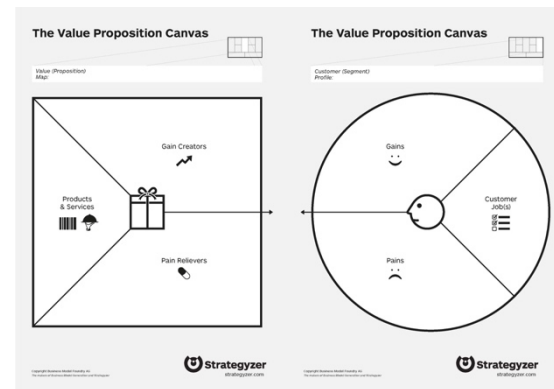 The Value Proposition Canvas
Value (Proposition)
Map:
Gain Creators
Products
& Services
Pain Relievers
Strategyzer
strategyzer.com
The Value Proposition Canvas
Customer (Segment)
Profile:
Gains
Customer
Job(s)
Pains
Strategyzer
strategyzer.com